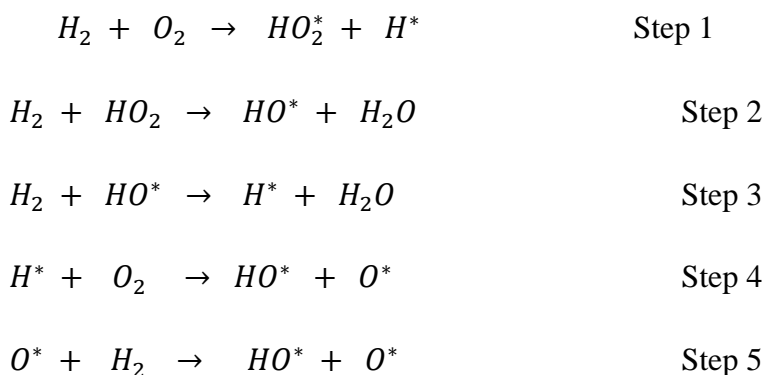 H₂ + O₂ → HO₂* + H* Step 1
H₂ + HO₂ → HO* + H₂O Step 2
H₂ + HO* → H* + H₂O Step 3
H* + O₂ → HO* + O* Step 4
O* + H₂ → HO* + O* Step 5